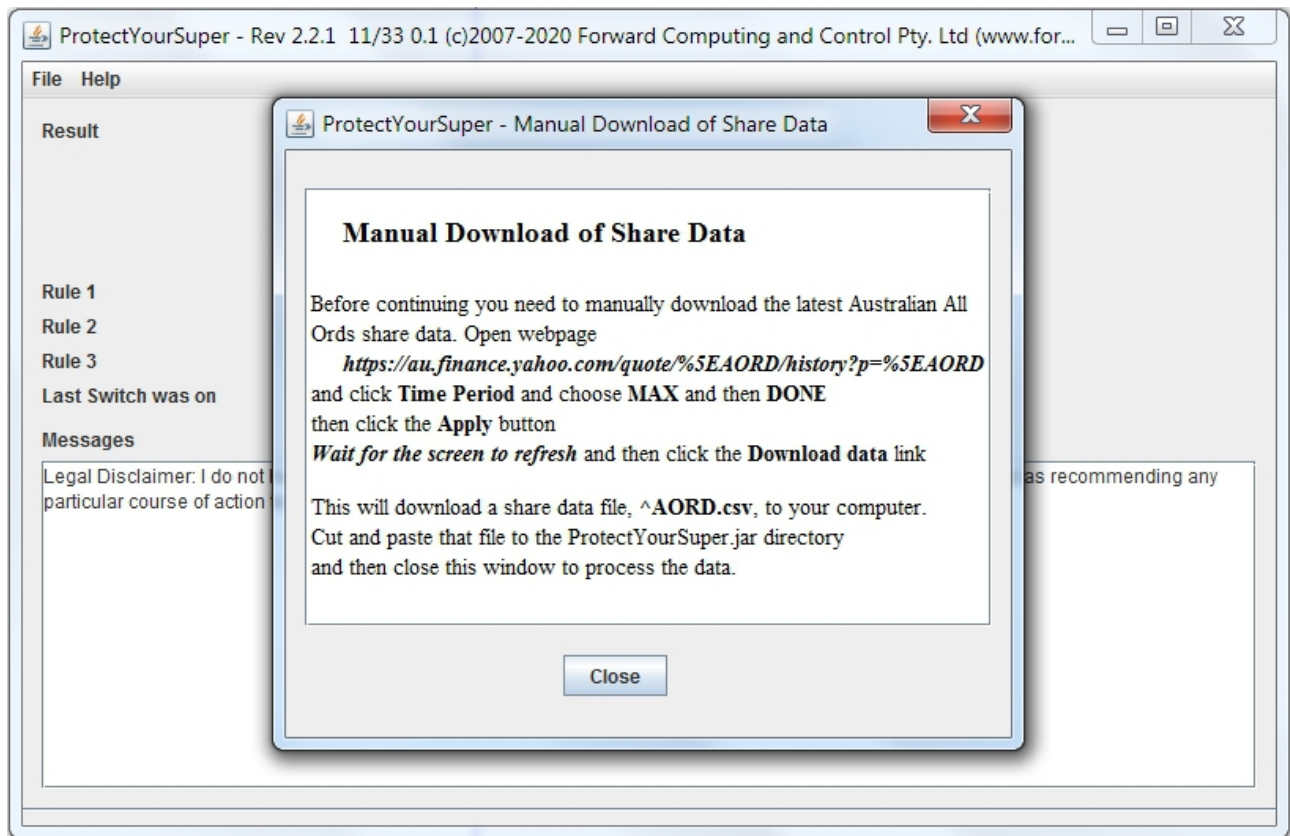 ProtectYourSuper - Rev 2.2.1 11/33 0.1 (c)2007-2020 Forward Computing and Control Pty. Ltd (www.for...
File Help
Result
Rule 1
Rule 2
Rule 3
Last Switch was on
Messages
Legal Disclaimer: I do not
as recommending any
particular course of action
ProtectYourSuper - Manual Download of Share Data
Manual Download of Share Data
Before continuing you need to manually download the latest Australian All
Ords share data. Open webpage
https://au.finance.yahoo.com/quote/%5EAORD/history?p=%5EAORD
and click Time Period and choose MAX and then DONE
then click the Apply button
Wait for the screen to refresh and then click the Download data link
This will download a share data file, ^AORD.csv, to your computer.
Cut and paste that file to the ProtectYourSuper.jar directory
and then close this window to process the data.
Close